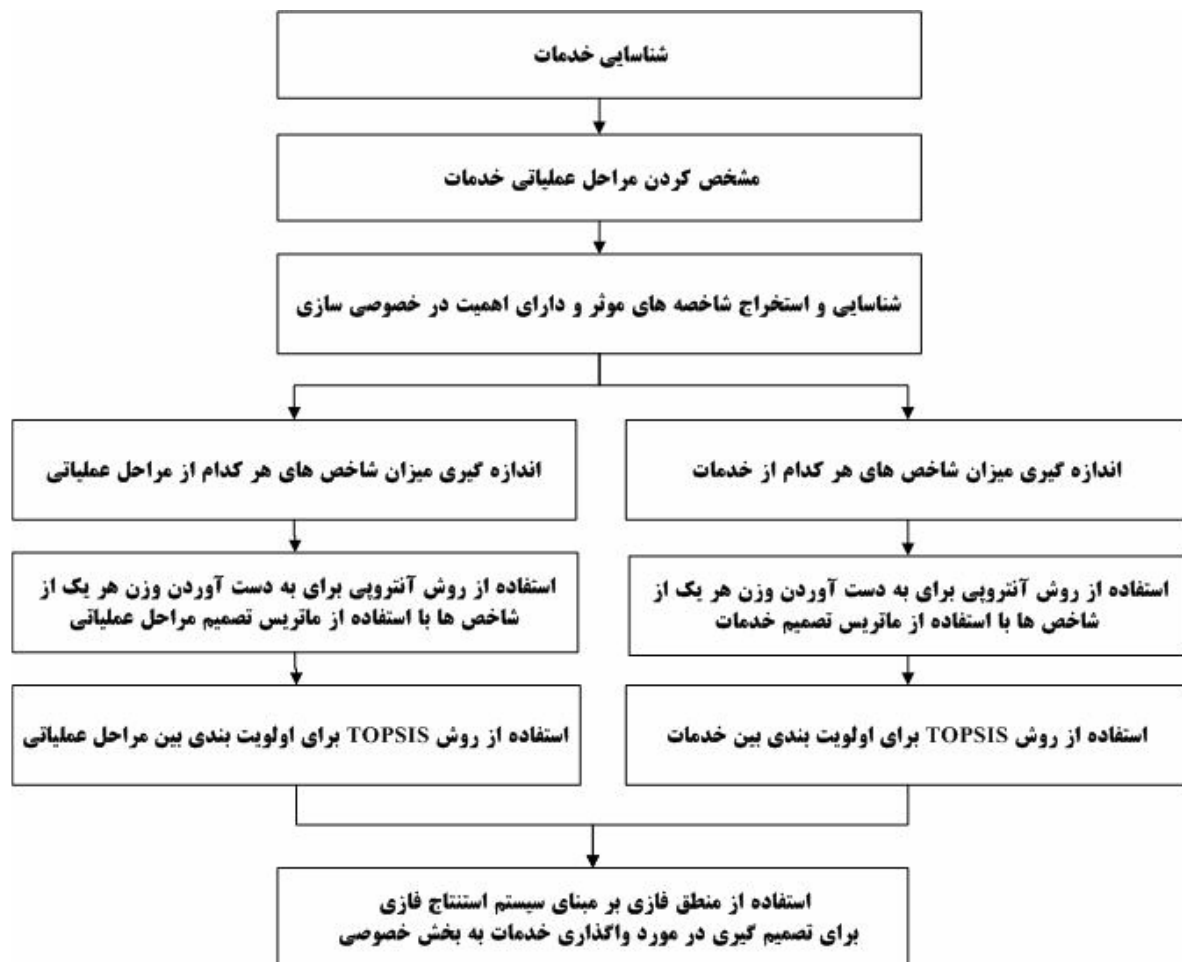 شناسایی خدمات
مشخص کردن مراحل عملیاتی خدمات
شناسایی و استخراج شاخصه های موثر و دارای اهمیت در خصوصی سازی
اندازه گیری میزان شاخص های هر کدام از خدمات
استفاده از روش آنتروپی برای به دست آوردن وزن هر یک از
شاخص ها با استفاده از ماتریس تصمیم خدمات
استفاده از روش TOPSIS برای اولویت بندی بین خدمات
اندازه گیری میزان شاخص های هر کدام از مراحل عملیاتی
استفاده از روش آنتروپی برای به دست آوردن وزن هر یک از
شاخص ها با استفاده از ماتریس تصمیم مراحل عملیاتی
استفاده از روش TOPSIS برای اولویت بندی بین مراحل عملیاتی
استفاده از منطق فازی بر مبنای سیستم استنتاج فازی
برای تصمیم گیری در مورد واگذاری خدمات به بخش خصوصی